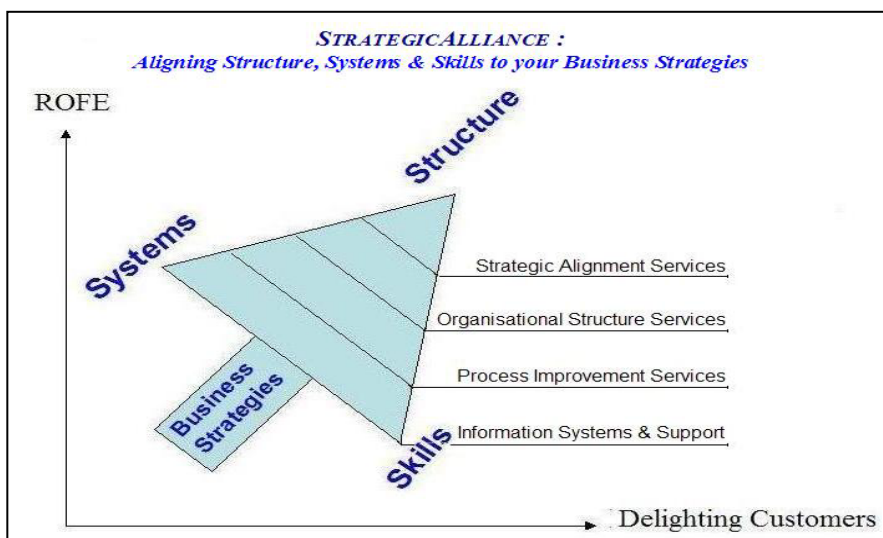 STRATEGICALLIANCE :
Aligning Structure, Systems & Skills to your Business Strategies
ROFE
Structure
Systems
Strategic Alignment Services
Organisational Structure Services
Process Improvement Services
Business
Strategies
Skills
Information Systems & Support
Delighting Customers